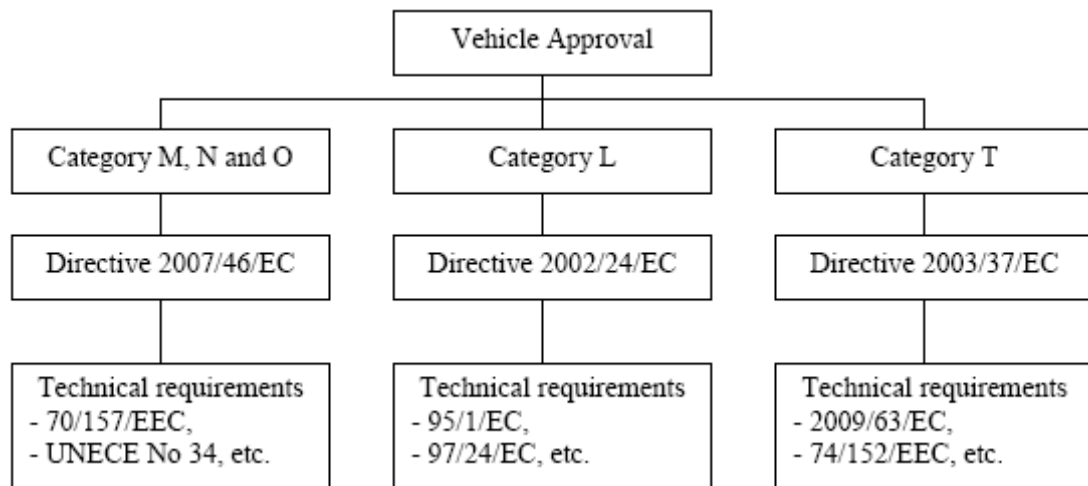 Vehicle Approval
Category M, N and O
Category L
Category T
Directive 2007/46/EC
Directive 2002/24/EC
Directive 2003/37/EC
Technical requirements
- 70/157/EEC,
- UNECE No 34, etc.
Technical requirements
- 95/1/EC,
- 97/24/EC, etc.
Technical requirements
- 2009/63/EC,
- 74/152/EEC, etc.